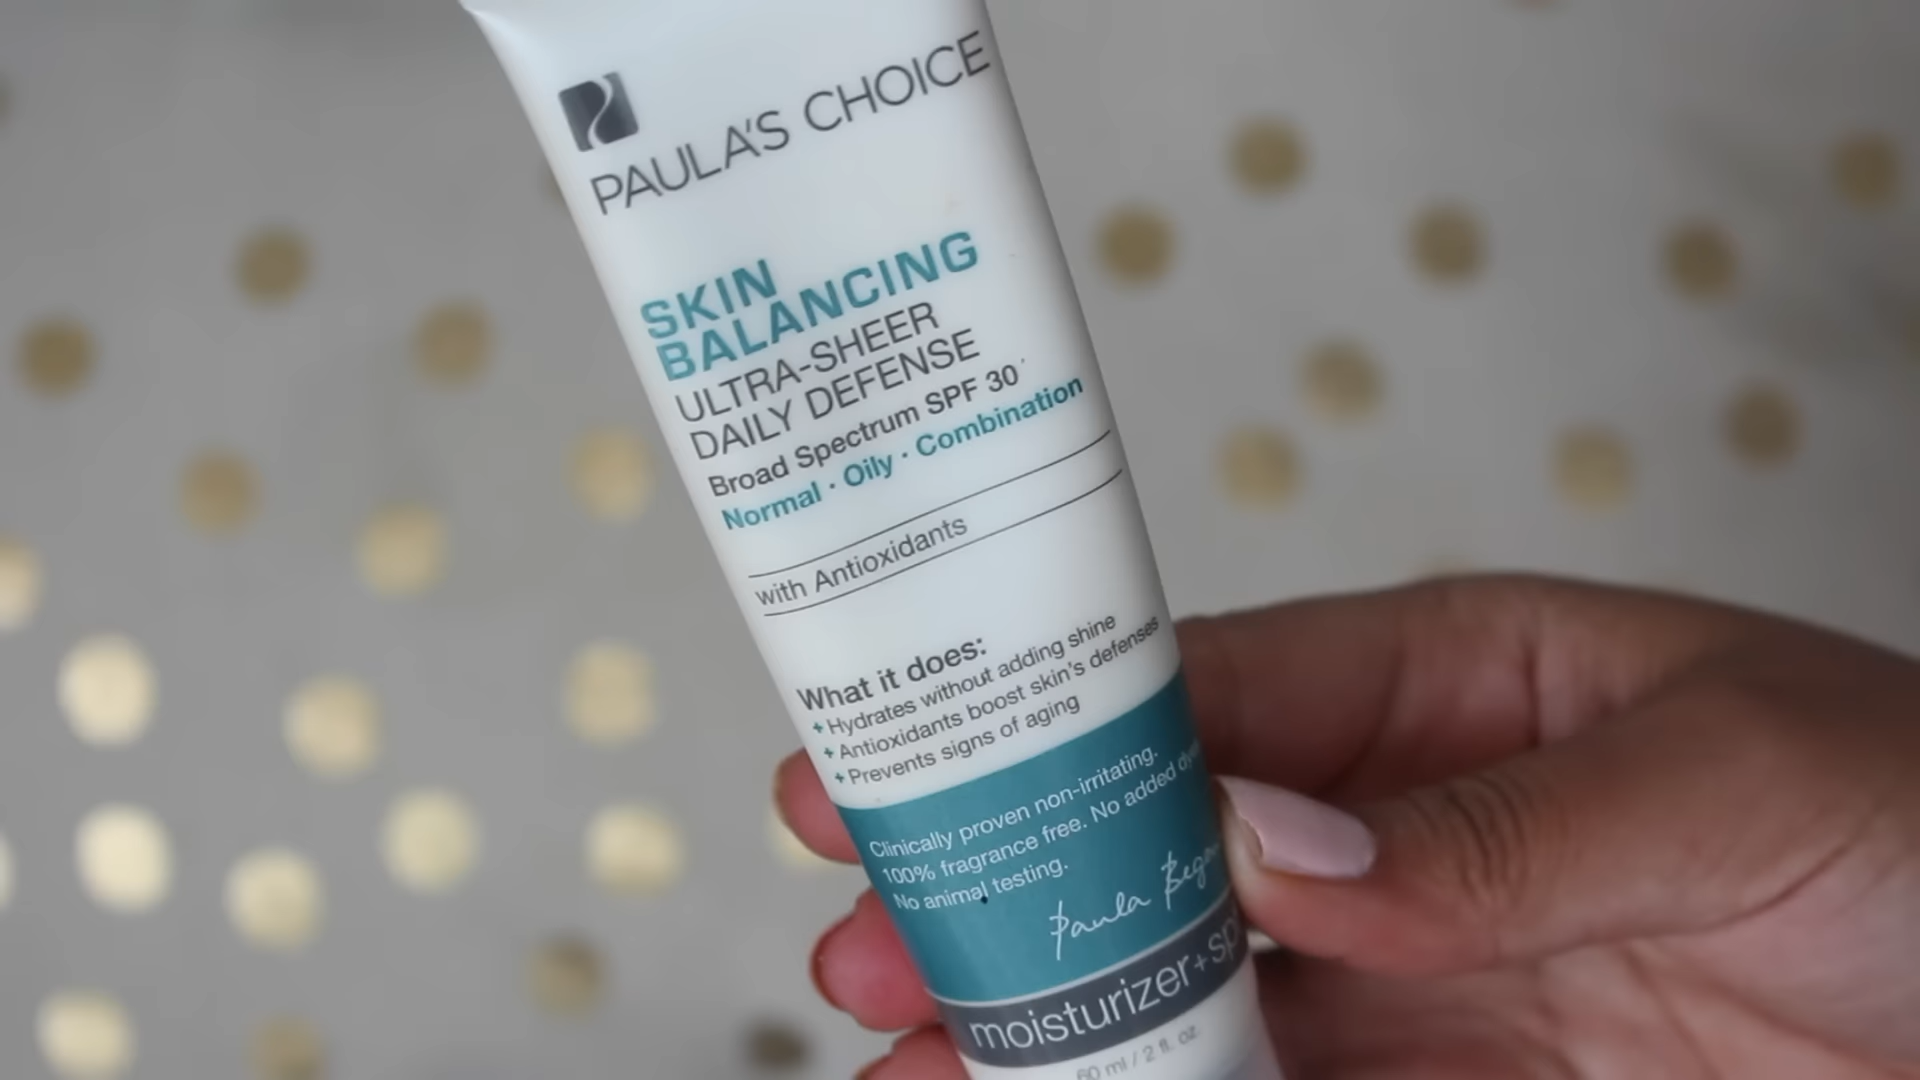 PAULA'S CHOICE
SKIN
BALANCING
ULTRA-SHEER
DAILY DEFENSE
Broad Spectrum SPF 30
Normal · Oily · Combination
with Antioxidants
What it does:
+ Hydrates without adding shine
+ Antioxidants boost skin's defenses
+ Prevents signs of aging
Clinically proven non-irritating.
100% fragrance free. No added
No animal testing.
Paula
moisturizer + sp
60 ml / 2 fl. oz